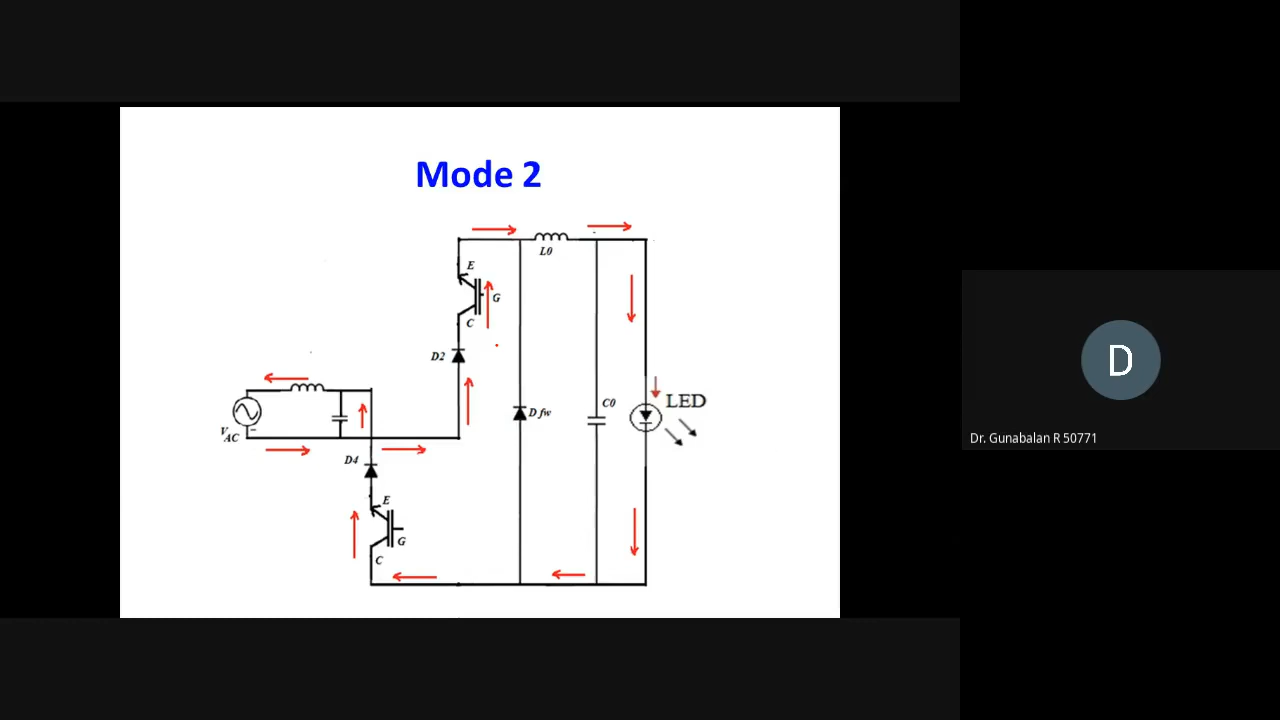 Mode 2
L0
E
G
C
D2
D fw
C0
LED
VAC
-
D4
E
G
C
D
Dr. Gunabalan R 50771